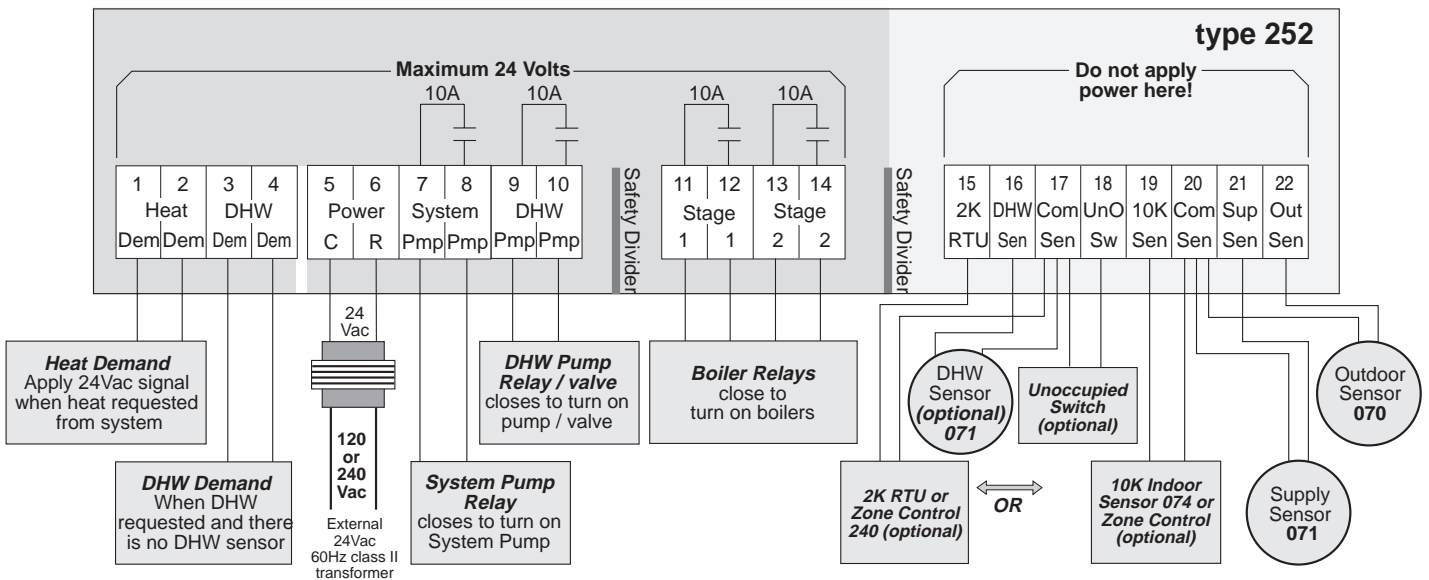 type 252
Maximum 24 Volts
Do not apply
power here!
10A 10A 10A 10A
1 2 3 4 5 6 7 8 9 10 11 12 13 14 15 16 17 18 19 20 21 22
Heat DHW Power System DHW Stage Stage 2K DHW Com UnO 10K Com Sup Out
Dem Dem Dem Dem C R Pmp Pmp Pmp Pmp 1 1 2 2 RTU Sen Sen Sw Sen Sen Sen Sen
Safety Divider
Safety Divider
Heat Demand
Apply 24Vac signal
when heat requested
from system
DHW Demand
When DHW
requested and there
is no DHW sensor
24
Vac
120
or
240
Vac
External
24Vac
60Hz class II
transformer
System Pump
Relay
closes to turn on
System Pump
DHW Pump
Relay / valve
closes to turn on
pump / valve
Boiler Relays
close to
turn on boilers
2K RTU or
Zone Control
240 (optional)
OR
DHW
Sensor
(optional)
071
Unoccupied
Switch
(optional)
10K Indoor
Sensor 074 or
Zone Control
(optional)
Supply
Sensor
071
Outdoor
Sensor
070